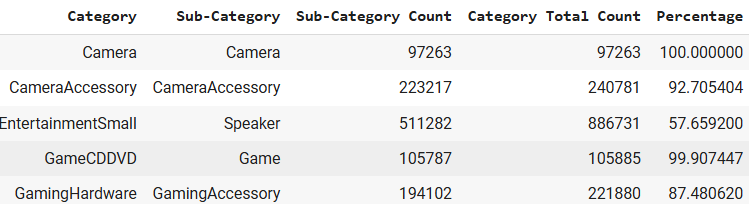 Category Sub-Category Sub-Category Count Category Total Count Percentage
Camera Camera 97263 97263 100.000000
CameraAccessory CameraAccessory 223217 240781 92.705404
EntertainmentSmall Speaker 511282 886731 57.659200
GameCDDVD Game 105787 105885 99.907447
GamingHardware GamingAccessory 194102 221880 87.480620